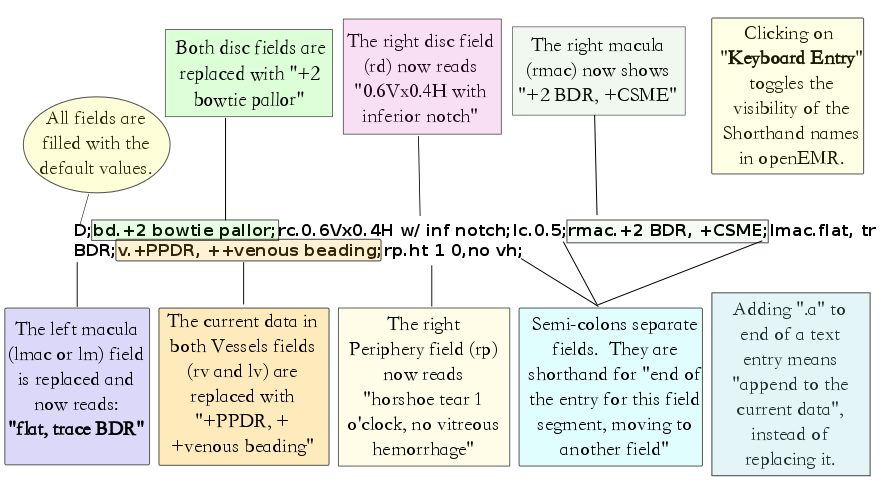 Both disc fields are
replaced with "+2
bowtie pallor"
The right disc field
(rd) now reads
"0.6Vx0.4H with
inferior notch"
The right macula
(rmac) now shows
"+2 BDR, +CSME"
Clicking on
"Keyboard Entry"
toggles the
visibility of the
Shorthand names
in openEMR.
All fields are
filled with the
default values.
D;bd.+2 bowtie pallor;rc.0.6Vx0.4H w/ inf notch;lc.0.5;rmac.+2 BDR, +CSME;lmac.flat, tr
BDR;v.+PPDR, ++venous beading;rp.ht 1 0,no vh;
The left macula
(lmac or lm) field
is replaced and
now reads:
"flat, trace BDR"
The current data in
both Vessels fields
(rv and lv) are
replaced with
"+PPDR, +
+venous beading"
The right
Periphery field (rp)
now reads
"horshoe tear 1
o'clock, no vitreous
hemorrhage"
Semi-colons separate
fields. They are
shorthand for "end of
the entry for this field
segment, moving to
another field"
Adding ".a" to
end of a text
entry means
"append to the
current data",
instead of
replacing it.